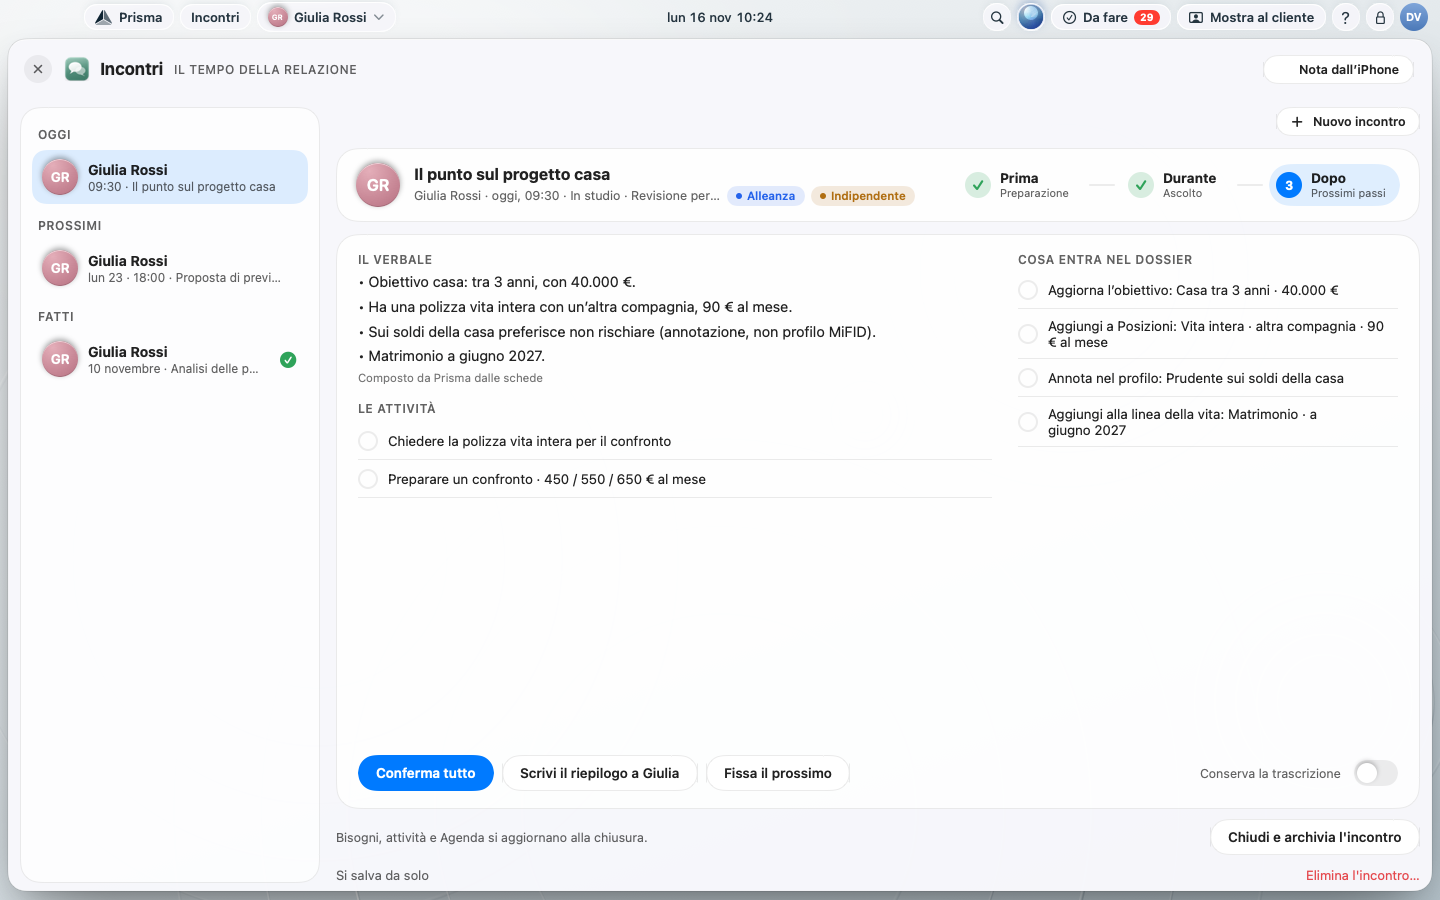 Prisma
Incontri
GR Giulia Rossi
lun 16 nov 10:24
Da fare 29
Mostra al cliente
?
DV
Incontri IL TEMPO DELLA RELAZIONE
Nota dall’iPhone
OGGI
GR
Giulia Rossi
09:30 · Il punto sul progetto casa
PROSSIMI
GR
Giulia Rossi
lun 23 · 18:00 · Proposta di previ...
FATTI
GR
Giulia Rossi
10 novembre · Analisi delle p...
+ Nuovo incontro
GR
Il punto sul progetto casa
Giulia Rossi · oggi, 09:30 · In studio · Revisione per... • Alleanza • Indipendente
Prima
Preparazione
Durante
Ascolto
3
Dopo
Prossimi passi
IL VERBALE
• Obiettivo casa: tra 3 anni, con 40.000 €.
• Ha una polizza vita intera con un’altra compagnia, 90 € al mese.
• Sui soldi della casa preferisce non rischiare (annotazione, non profilo MiFID).
• Matrimonio a giugno 2027.
Composto da Prisma dalle schede
LE ATTIVITÀ
Chiedere la polizza vita intera per il confronto
Preparare un confronto · 450 / 550 / 650 € al mese
COSA ENTRA NEL DOSSIER
Aggiorna l’obiettivo: Casa tra 3 anni · 40.000 €
Aggiungi a Posizioni: Vita intera · altra compagnia · 90
€ al mese
Annota nel profilo: Prudente sui soldi della casa
Aggiungi alla linea della vita: Matrimonio · a
giugno 2027
Conferma tutto
Scrivi il riepilogo a Giulia
Fissa il prossimo
Conserva la trascrizione
Bisogni, attività e Agenda si aggiornano alla chiusura.
Chiudi e archivia l'incontro
Si salva da solo
Elimina l'incontro...